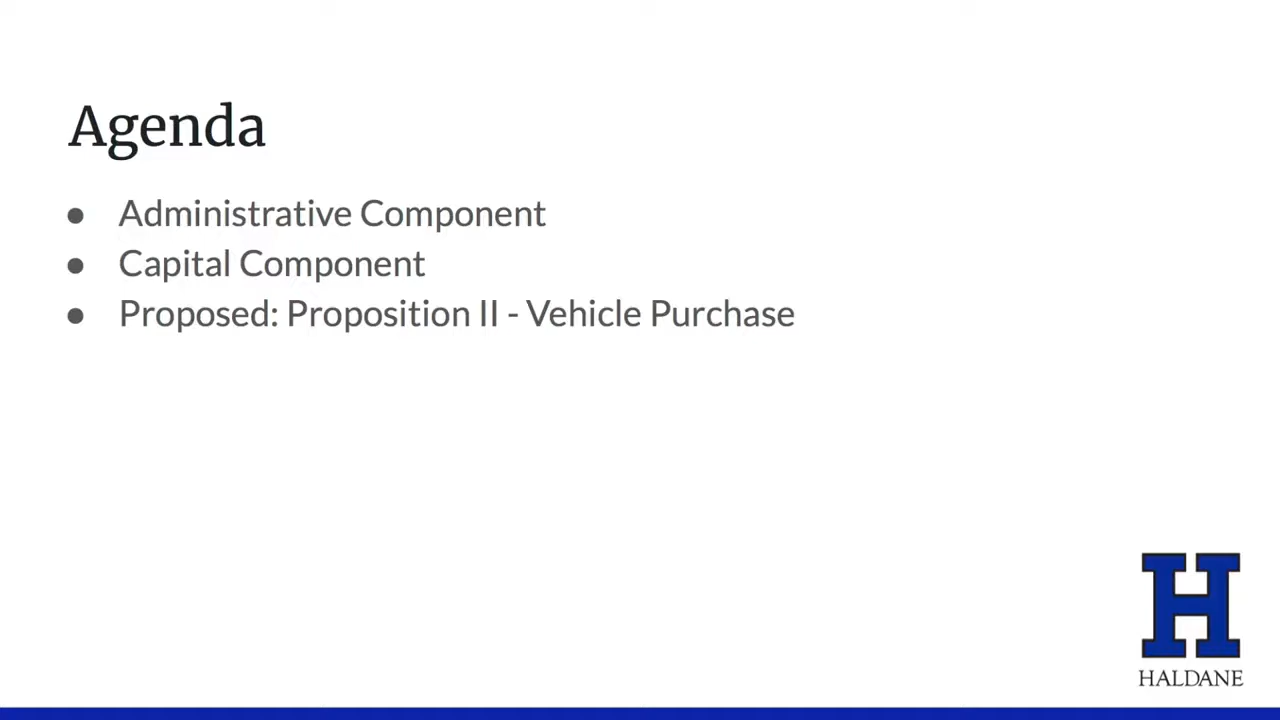 Agenda
● Administrative Component
● Capital Component
● Proposed: Proposition II - Vehicle Purchase
H
HALDANE